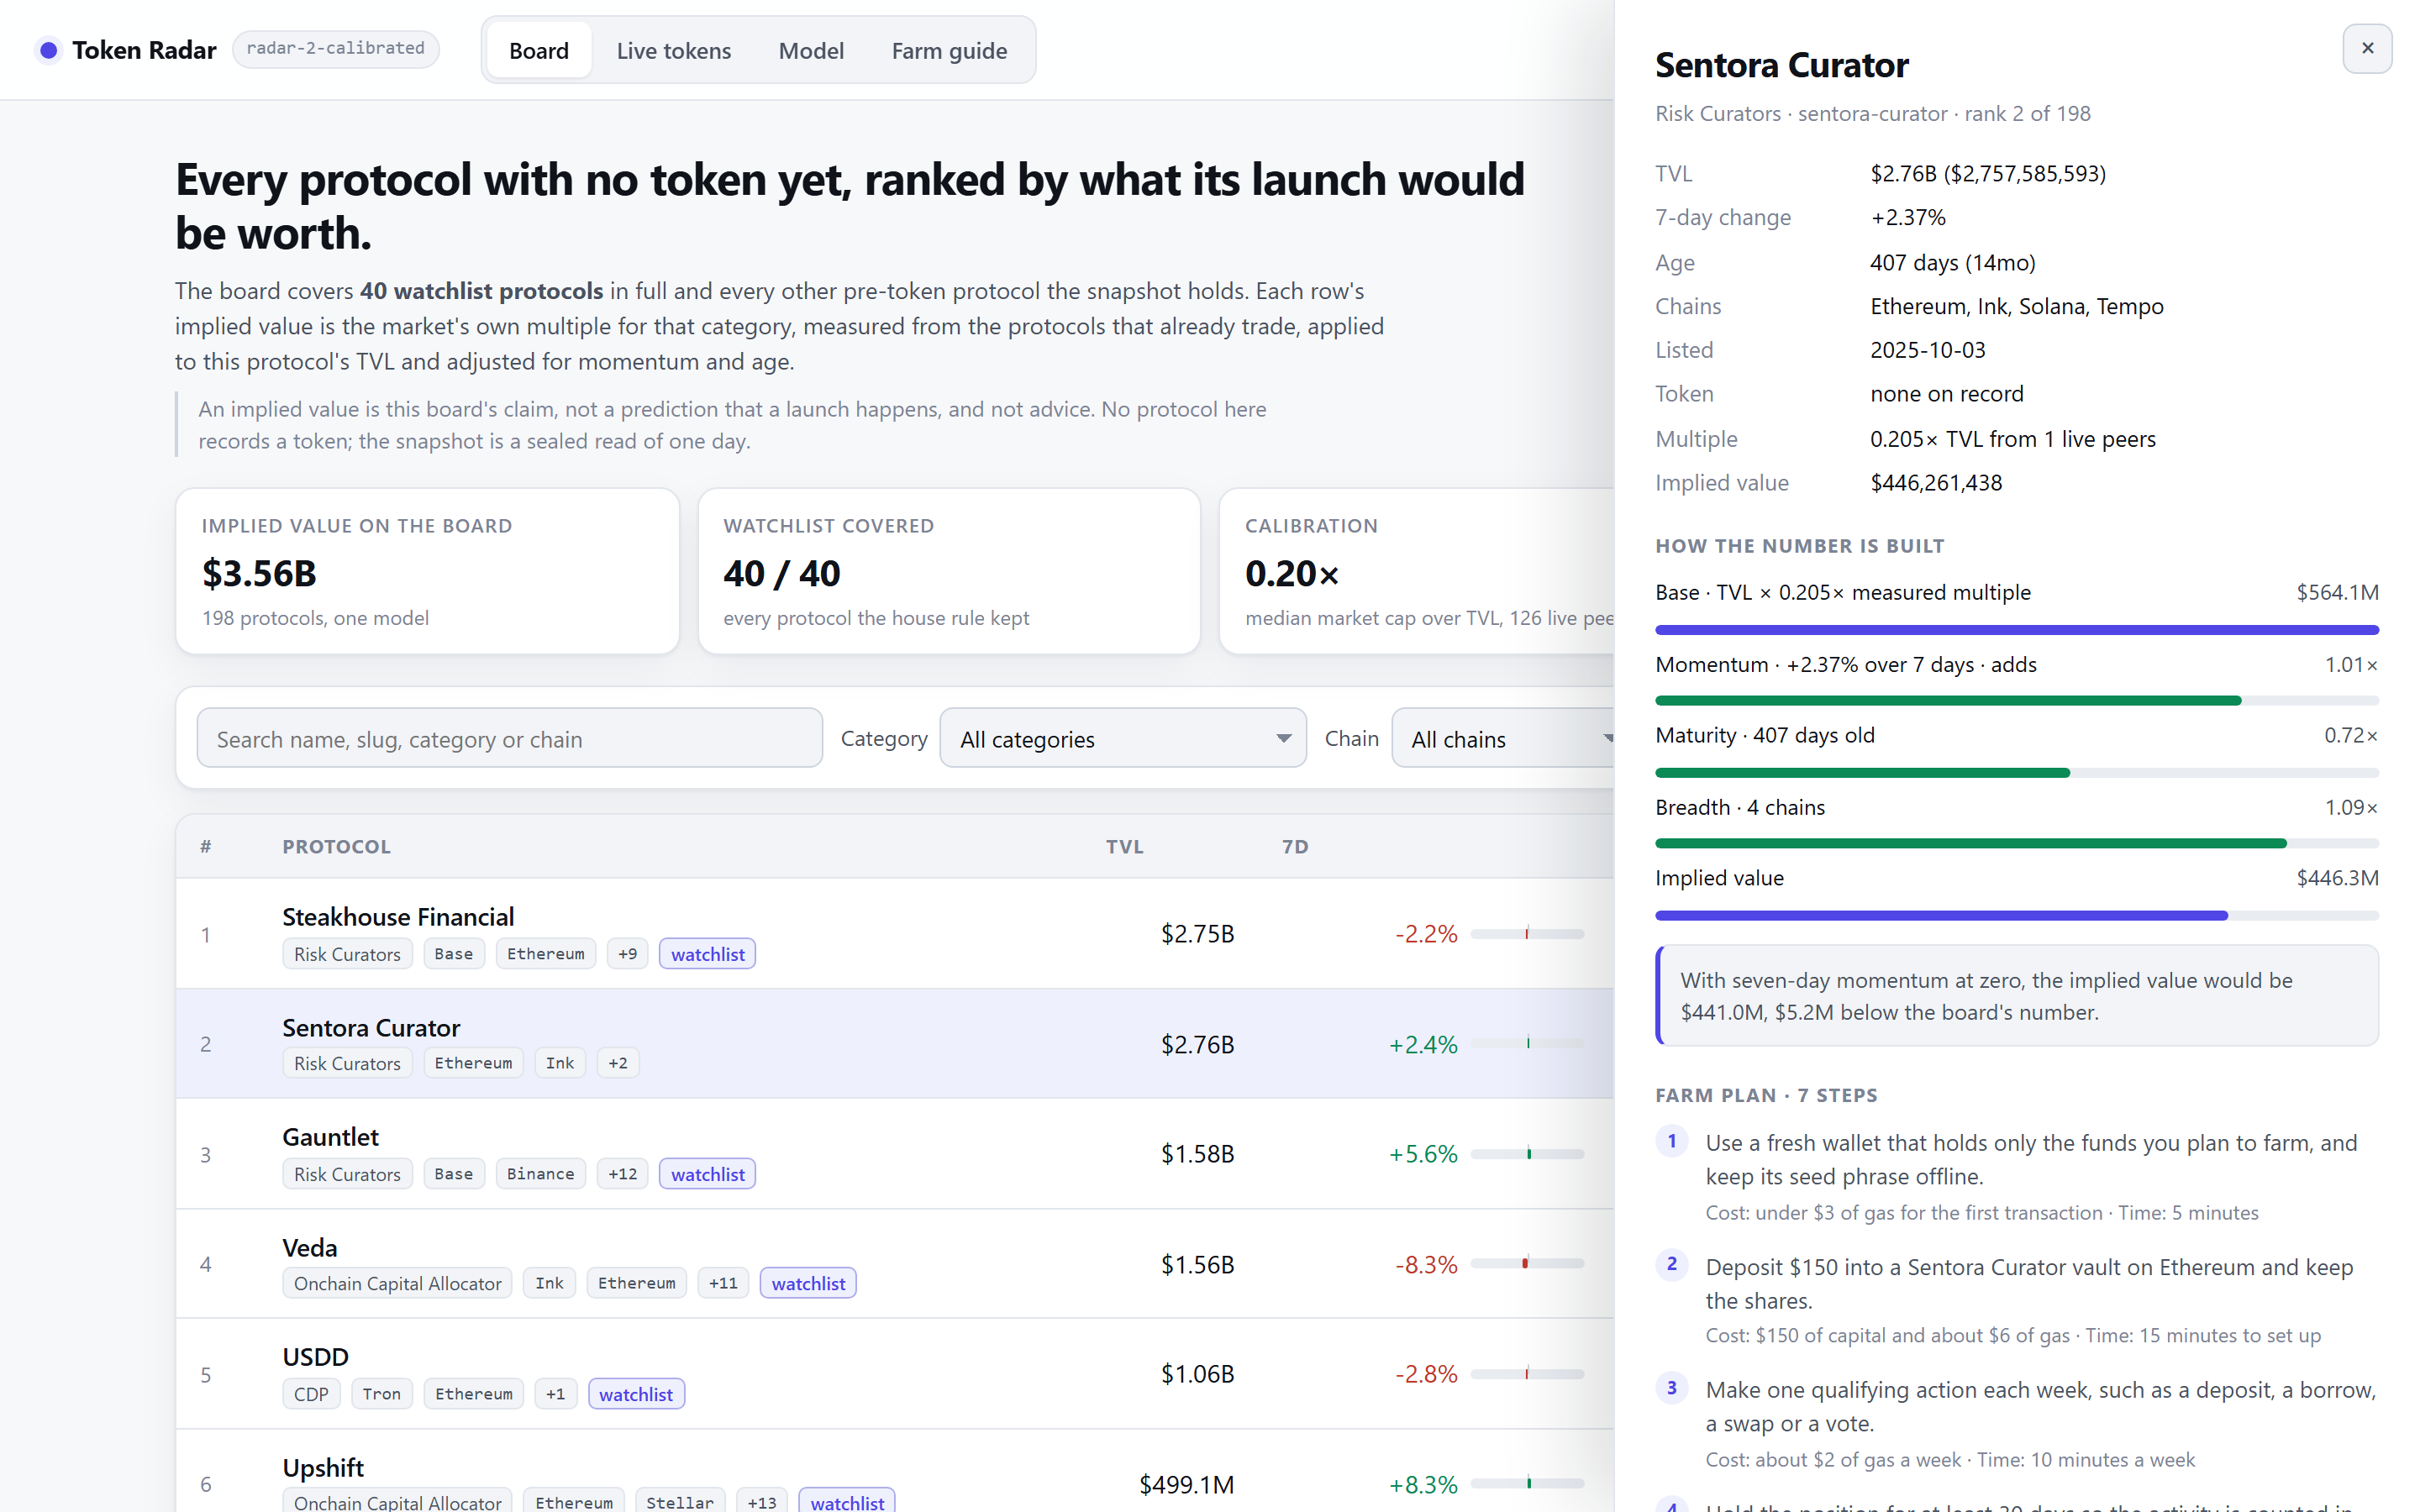 Token Radar
radar-2-calibrated
Board
Live tokens
Model
Farm guide
Every protocol with no token yet, ranked by what its launch would
be worth.
The board covers 40 watchlist protocols in full and every other pre-token protocol the snapshot holds. Each row's
implied value is the market's own multiple for that category, measured from the protocols that already trade, applied
to this protocol's TVL and adjusted for momentum and age.
An implied value is this board's claim, not a prediction that a launch happens, and not advice. No protocol here
records a token; the snapshot is a sealed read of one day.
IMPLIED VALUE ON THE BOARD
$3.56B
198 protocols, one model
WATCHLIST COVERED
40 / 40
every protocol the house rule kept
CALIBRATION
0.20×
median market cap over TVL, 126 live pee
Search name, slug, category or chain
Category
All categories
Chain
All chains
# PROTOCOL TVL 7D
1 Steakhouse Financial $2.75B -2.2%
Risk Curators Base Ethereum +9 watchlist
2 Sentora Curator $2.76B +2.4%
Risk Curators Ethereum Ink +2
3 Gauntlet $1.58B +5.6%
Risk Curators Base Binance +12 watchlist
4 Veda $1.56B -8.3%
Onchain Capital Allocator Ink Ethereum +11 watchlist
5 USDD $1.06B -2.8%
CDP Tron Ethereum +1 watchlist
6 Upshift $499.1M +8.3%
Onchain Capital Allocator Ethereum Stellar +13 watchlist
×
Sentora Curator
Risk Curators · sentora-curator · rank 2 of 198
TVL $2.76B ($2,757,585,593)
7-day change +2.37%
Age 407 days (14mo)
Chains Ethereum, Ink, Solana, Tempo
Listed 2025-10-03
Token none on record
Multiple 0.205× TVL from 1 live peers
Implied value $446,261,438
HOW THE NUMBER IS BUILT
Base · TVL × 0.205× measured multiple $564.1M
Momentum · +2.37% over 7 days · adds 1.01×
Maturity · 407 days old 0.72×
Breadth · 4 chains 1.09×
Implied value $446.3M
With seven-day momentum at zero, the implied value would be
$441.0M, $5.2M below the board's number.
FARM PLAN · 7 STEPS
1 Use a fresh wallet that holds only the funds you plan to farm, and
keep its seed phrase offline.
Cost: under $3 of gas for the first transaction · Time: 5 minutes
2 Deposit $150 into a Sentora Curator vault on Ethereum and keep
the shares.
Cost: $150 of capital and about $6 of gas · Time: 15 minutes to set up
3 Make one qualifying action each week, such as a deposit, a borrow,
a swap or a vote.
Cost: about $2 of gas a week · Time: 10 minutes a week
4 Hold the position for at least 30 days so the activity is counted in